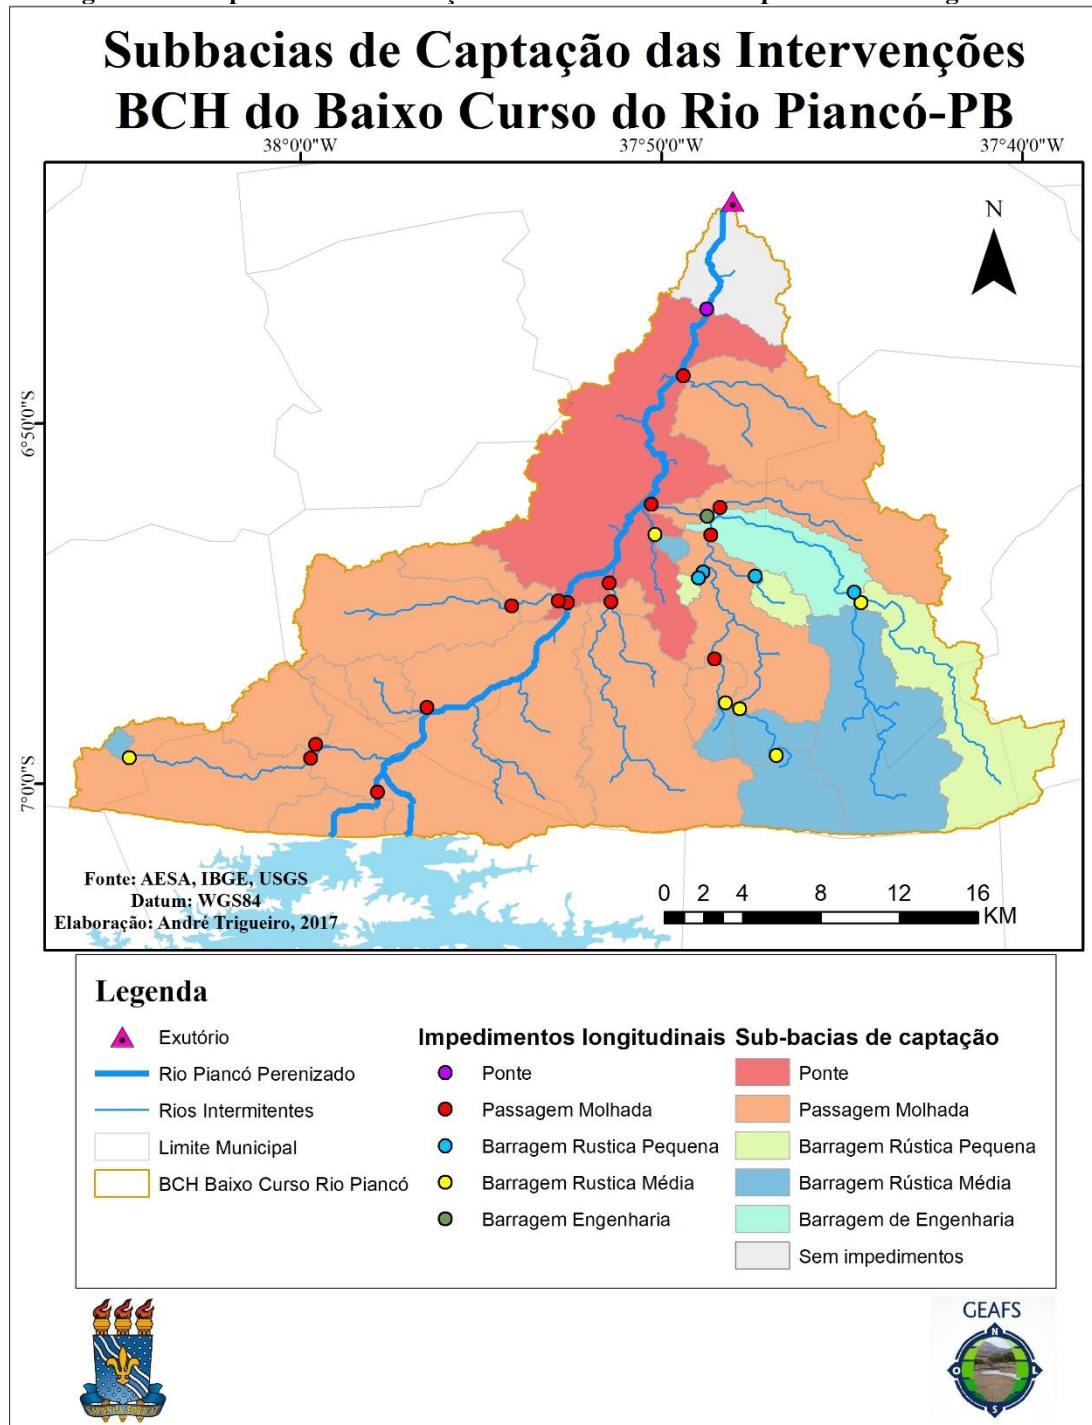 Subbacias de Captação das Intervenções
BCH do Baixo Curso do Rio Piancó-PB
38°0'0"W
37°50'0"W
37°40'0"W
N
6°50'0"S
7°0'0"S
Fonte: AESA, IBGE, USGS
Datum: WGS84
Elaboração: André Trigueiro, 2017
0 2 4 8 12 16
KM
Legenda
Exutório
Rio Piancó Perenizado
Rios Intermitentes
Limite Municipal
BCH Baixo Curso Rio Piancó
Impedimentos longitudinais
Ponte
Passagem Molhada
Barragem Rustica Pequena
Barragem Rustica Média
Barragem Engenharia
Sub-bacias de captação
Ponte
Passagem Molhada
Barragem Rústica Pequena
Barragem Rústica Média
Barragem de Engenharia
Sem impedimentos
SAPIENTIA ÆDIFICAT
GEAFS
N
O
L
S